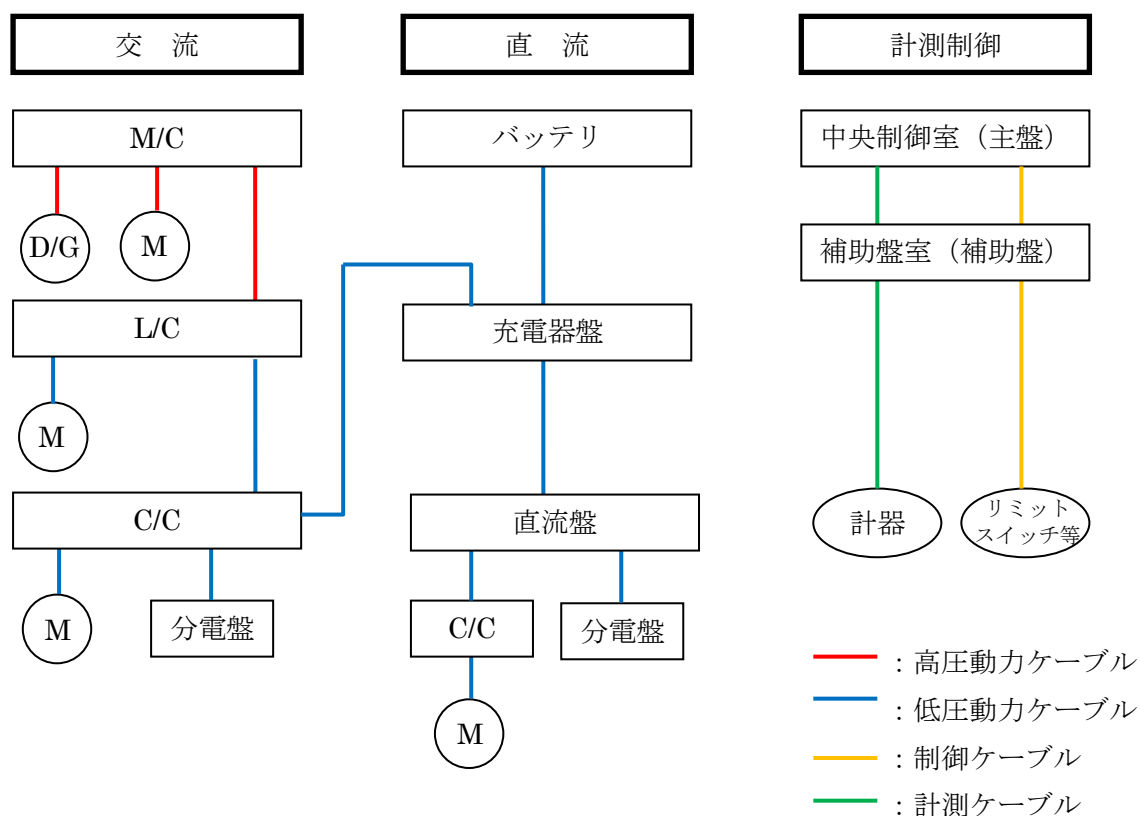 交　流
直　流
計測制御
M/C
バッテリ
中央制御室（主盤）
D/G
M
補助盤室（補助盤）
L/C
充電器盤
M
C/C
直流盤
計器
リミット
スイッチ等
M
分電盤
C/C
分電盤
M
：高圧動力ケーブル
：低圧動力ケーブル
：制御ケーブル
：計測ケーブル